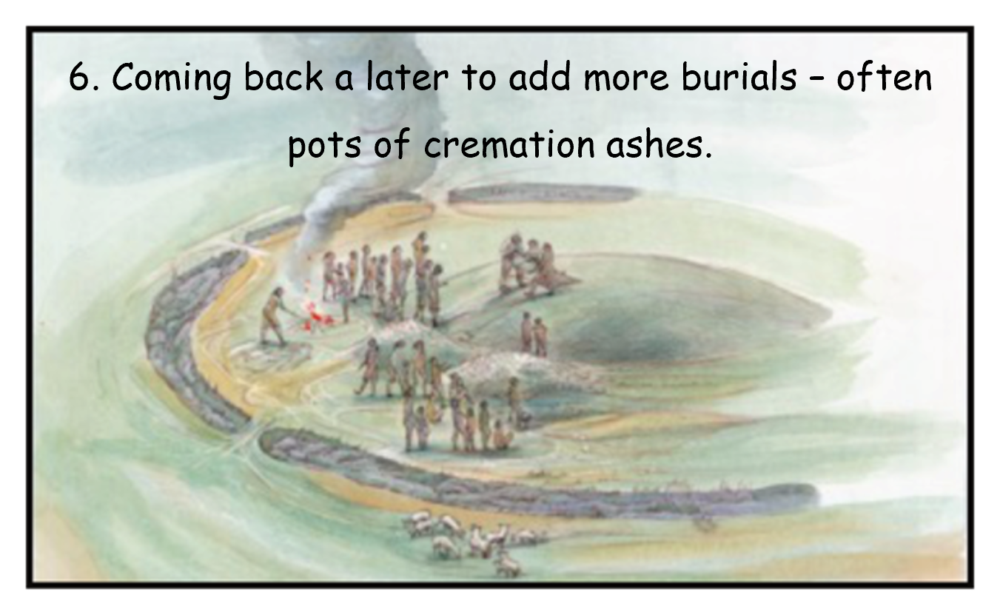 6. Coming back a later to add more burials – often
pots of cremation ashes.